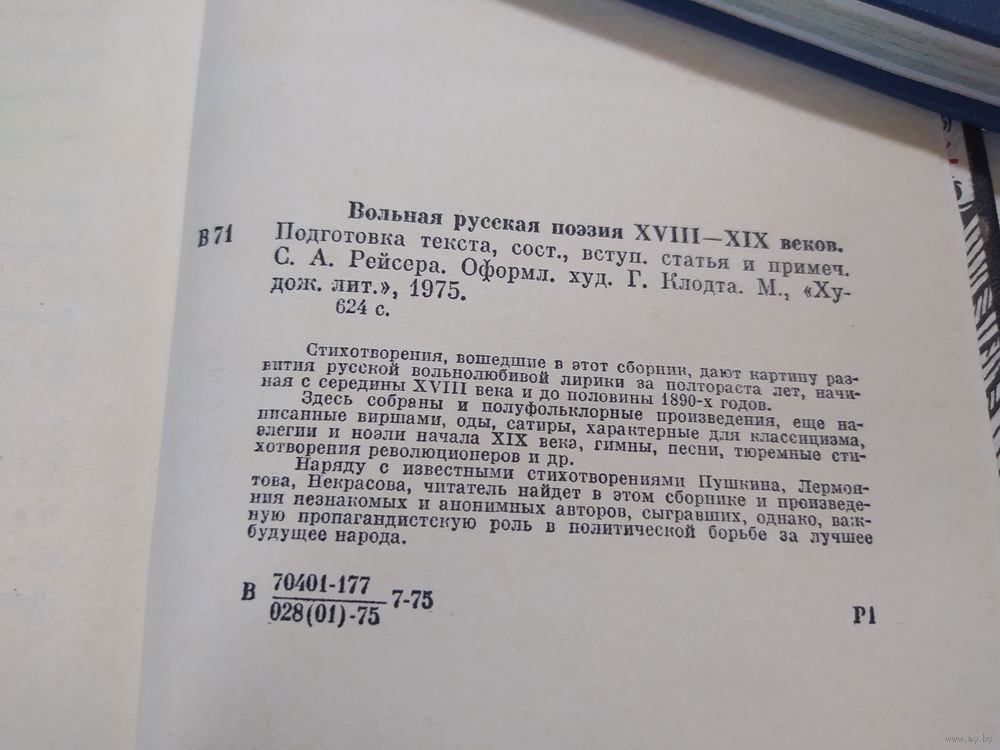 Вольная русская поэзия XVIII—XIX веков.
В71 Подготовка текста, сост., вступ. статья и примеч.
С. А. Рейсера. Оформл. худ. Г. Клодта. М., «Ху-
дож. лит.», 1975.
624 с.
Стихотворения, вошедшие в этот сборник, дают картину раз-
вития русской вольнолюбивой лирики за полтораста лет, начи-
ная с середины XVIII века и до половины 1890-х годов.
Здесь собраны и полуфольклорные произведения, еще на-
писанные виршами, оды, сатиры, характерные для классицизма,
элегии и ноэли начала XIX века, гимны, песни, тюремные сти-
хотворения революционеров и др.
Наряду с известными стихотворениями Пушкина, Лермон-
това, Некрасова, читатель найдет в этом сборнике и произведе-
ния незнакомых и анонимных авторов, сыгравших, однако, важ-
ную пропагандистскую роль в политической борьбе за лучшее
будущее народа.
В 70401-177
028(01)-75 7-75
Р1
www.ay.by